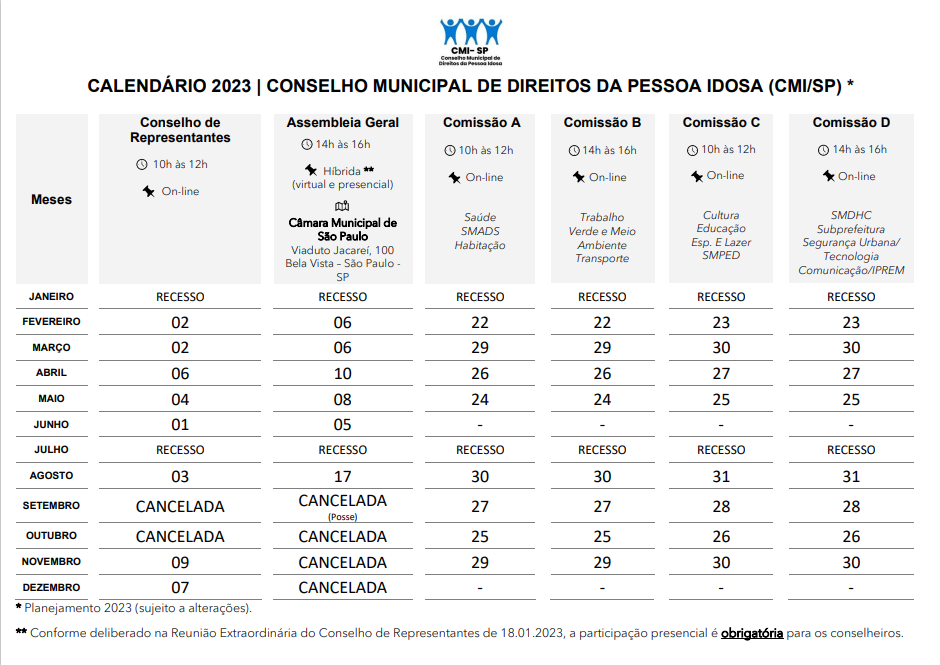 CMI- SP
Conselho Municipal de
Direitos da Pessoa Idosa
CALENDÁRIO 2023 | CONSELHO MUNICIPAL DE DIREITOS DA PESSOA IDOSA (CMI/SP) *
Meses
Conselho de
Representantes
10h às 12h
On-line
Assembleia Geral
14h às 16h
Híbrida **
(virtual e presencial)
Câmara Municipal de
São Paulo
Viaduto Jacareí, 100
Bela Vista – São Paulo -
SP
Comissão A
10h às 12h
On-line
Saúde
SMADS
Habitação
Comissão B
14h às 16h
On-line
Trabalho
Verde e Meio
Ambiente
Transporte
Comissão C
10h às 12h
On-line
Cultura
Educação
Esp. E Lazer
SMPED
Comissão D
14h às 16h
On-line
SMDHC
Subprefeitura
Segurança Urbana/
Tecnologia
Comunicação/IPREM
JANEIRO RECESSO RECESSO RECESSO RECESSO RECESSO RECESSO
FEVEREIRO 02 06 22 22 23 23
MARÇO 02 06 29 29 30 30
ABRIL 06 10 26 26 27 27
MAIO 04 08 24 24 25 25
JUNHO 01 05 - - - -
JULHO RECESSO RECESSO RECESSO RECESSO RECESSO RECESSO
AGOSTO 03 17 30 30 31 31
SETEMBRO CANCELADA CANCELADA (Posse) 27 27 28 28
OUTUBRO CANCELADA CANCELADA 25 25 26 26
NOVEMBRO 09 CANCELADA 29 29 30 30
DEZEMBRO 07 CANCELADA - - - -
* Planejamento 2023 (sujeito a alterações).
** Conforme deliberado na Reunião Extraordinária do Conselho de Representantes de 18.01.2023, a participação presencial é obrigatória para os conselheiros.